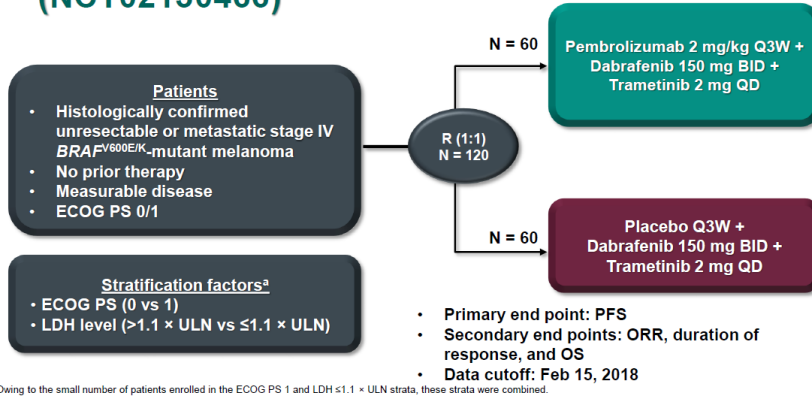 (NCT02130466)
Patients
• Histologically confirmed
unresectable or metastatic stage IV
BRAFV600E/K-mutant melanoma
• No prior therapy
• Measurable disease
• ECOG PS 0/1
Stratification factorsa
• ECOG PS (0 vs 1)
• LDH level (>1.1 × ULN vs ≤1.1 × ULN)
R (1:1)
N = 120
N = 60
Pembrolizumab 2 mg/kg Q3W +
Dabrafenib 150 mg BID +
Trametinib 2 mg QD
N = 60
Placebo Q3W +
Dabrafenib 150 mg BID +
Trametinib 2 mg QD
• Primary end point: PFS
• Secondary end points: ORR, duration of
response, and OS
• Data cutoff: Feb 15, 2018
Owing to the small number of patients enrolled in the ECOG PS 1 and LDH ≤1.1 × ULN strata, these strata were combined.